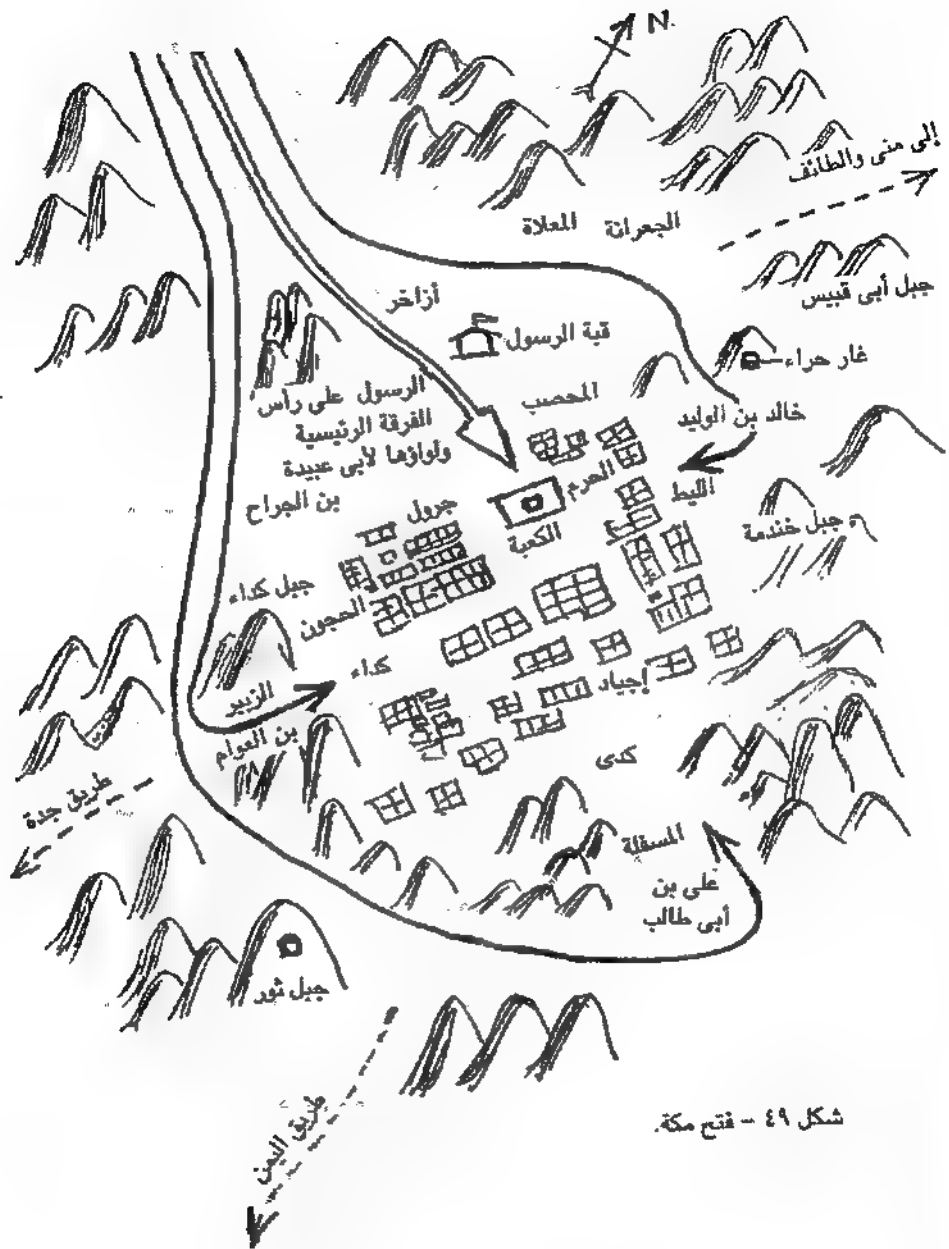 N.
إلى منى والطائف
الجعرانة
المعلاة
جبل أبى قبيس
أزاخر
قبة الرسول
غار حراء
الرسول على رأس
الفرقة الرئيسية
ولواؤها لأبى عبيدة
بن الجراح
المحصب
خالد بن الوليد
الحرم
الليط
جرول
الكعبة
جبل خندمة
جبل كداء
الحجون
كداء
إجياد
الزبير
بن العوام
كدى
طريق جدة
المسفلة
على بن
أبى طالب
جبل ثور
طريق اليمن
شكل ٤٩ - فتح مكة.